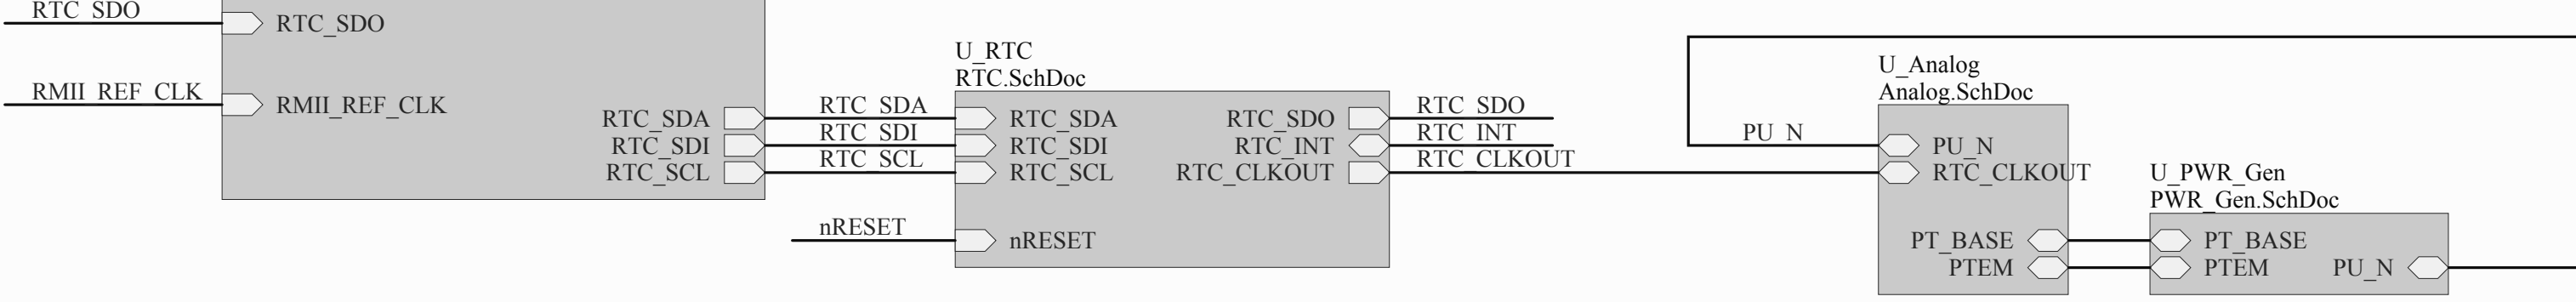 RTC_SDO
RTC_SDO
RMII_REF_CLK
RMII_REF_CLK
RTC_SDA
RTC_SDI
RTC_SCL
RTC_SDA
RTC_SDI
RTC_SCL
nRESET
U_RTC
RTC.SchDoc
RTC_SDA
RTC_SDI
RTC_SCL
nRESET
RTC_SDO
RTC_INT
RTC_CLKOUT
RTC_SDO
RTC_INT
RTC_CLKOUT
PU_N
U_Analog
Analog.SchDoc
PU_N
RTC_CLKOUT
PT_BASE
PTEM
U_PWR_Gen
PWR_Gen.SchDoc
PT_BASE
PTEM
PU_N